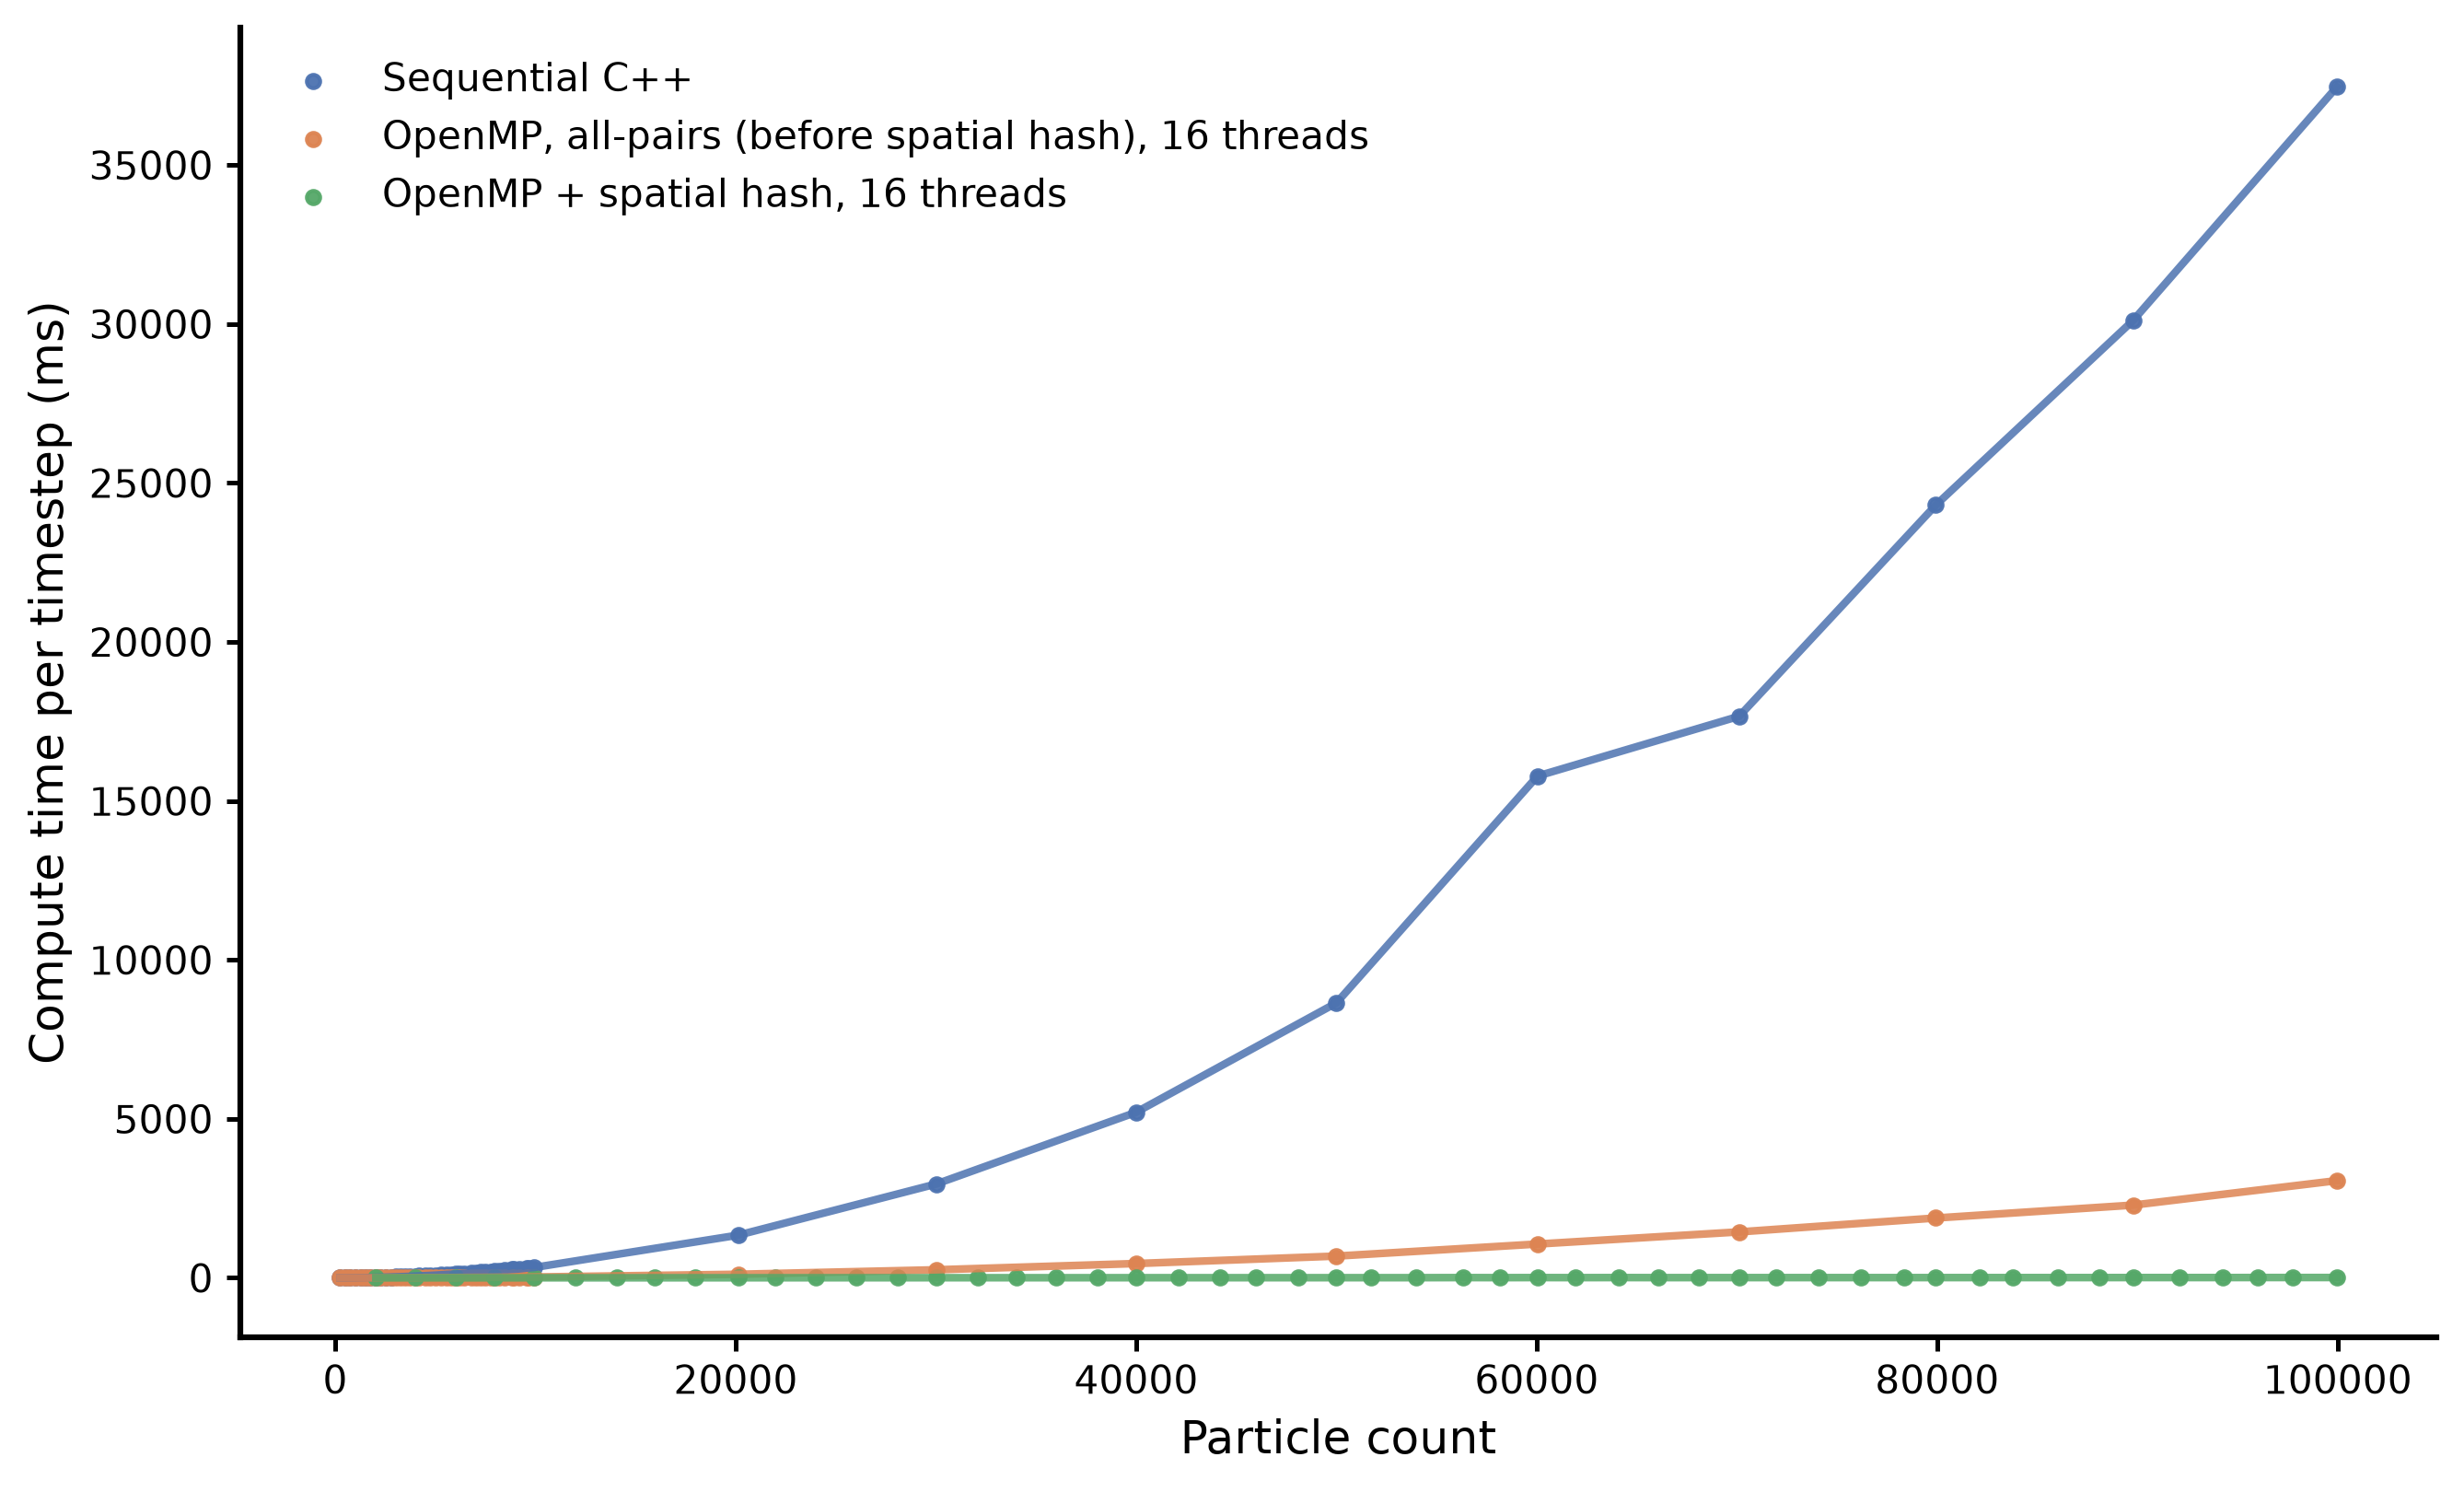 Sequential C++
OpenMP, all-pairs (before spatial hash), 16 threads
OpenMP + spatial hash, 16 threads
Compute time per timestep (ms)
35000
30000
25000
20000
15000
10000
5000
0
0 20000 40000 60000 80000 100000
Particle count